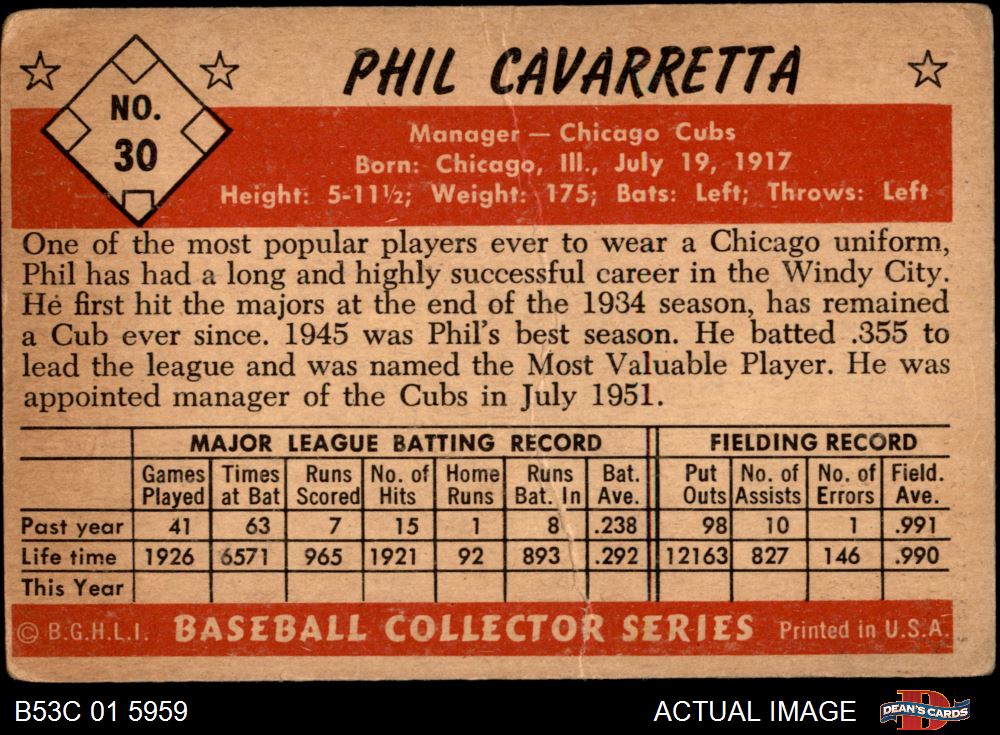 NO.
30
PHIL CAVARRETTA
Manager — Chicago Cubs
Born: Chicago, Ill., July 19, 1917
Height: 5-11½; Weight: 175; Bats: Left; Throws: Left
One of the most popular players ever to wear a Chicago uniform,
Phil has had a long and highly successful career in the Windy City.
He first hit the majors at the end of the 1934 season, has remained
a Cub ever since. 1945 was Phil's best season. He batted .355 to
lead the league and was named the Most Valuable Player. He was
appointed manager of the Cubs in July 1951.
MAJOR LEAGUE BATTING RECORD FIELDING RECORD
Games Times Runs No. of Home Runs Bat. Put No. of No. of Field.
Played at Bat Scored Hits Runs Bat. In Ave. Outs Assists Errors Ave.
Past year 41 63 7 15 1 8 .238 98 10 1 .991
Life time 1926 6571 965 1921 92 893 .292 12163 827 146 .990
This Year
© B.G.H.L.I. BASEBALL COLLECTOR SERIES Printed in U.S.A.
B53C 01 5959 ACTUAL IMAGE D DEAN'S CARDS